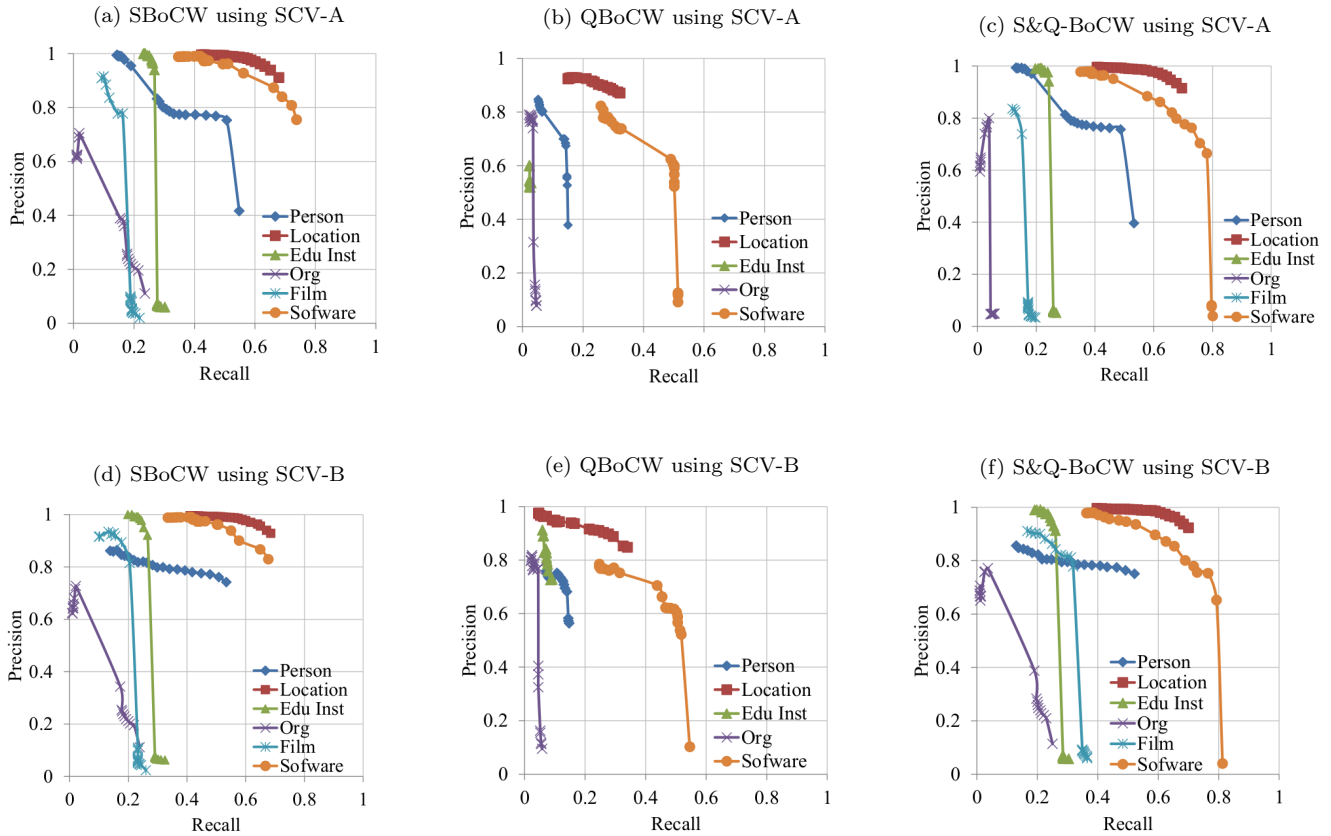 (a) SBoCW using SCV-A
1
0.8
0.6
0.4
0.2
0
Precision
Person
Location
Edu Inst
Org
Film
Sofware
0 0.2 0.4 0.6 0.8 1
Recall
(b) QBoCW using SCV-A
1
0.8
0.6
0.4
0.2
0
Precision
Person
Location
Edu Inst
Org
Sofware
0 0.2 0.4 0.6 0.8 1
Recall
(c) S&Q-BoCW using SCV-A
1
0.8
0.6
0.4
0.2
0
Precision
Person
Location
Edu Inst
Org
Film
Sofware
0 0.2 0.4 0.6 0.8 1
Recall
(d) SBoCW using SCV-B
1
0.8
0.6
0.4
0.2
0
Precision
Person
Location
Edu Inst
Org
Film
Sofware
0 0.2 0.4 0.6 0.8 1
Recall
(e) QBoCW using SCV-B
1
0.8
0.6
0.4
0.2
0
Precision
Person
Location
Edu Inst
Org
Sofware
0 0.2 0.4 0.6 0.8 1
Recall
(f) S&Q-BoCW using SCV-B
1
0.8
0.6
0.4
0.2
0
Precision
Person
Location
Edu Inst
Org
Film
Sofware
0 0.2 0.4 0.6 0.8 1
Recall